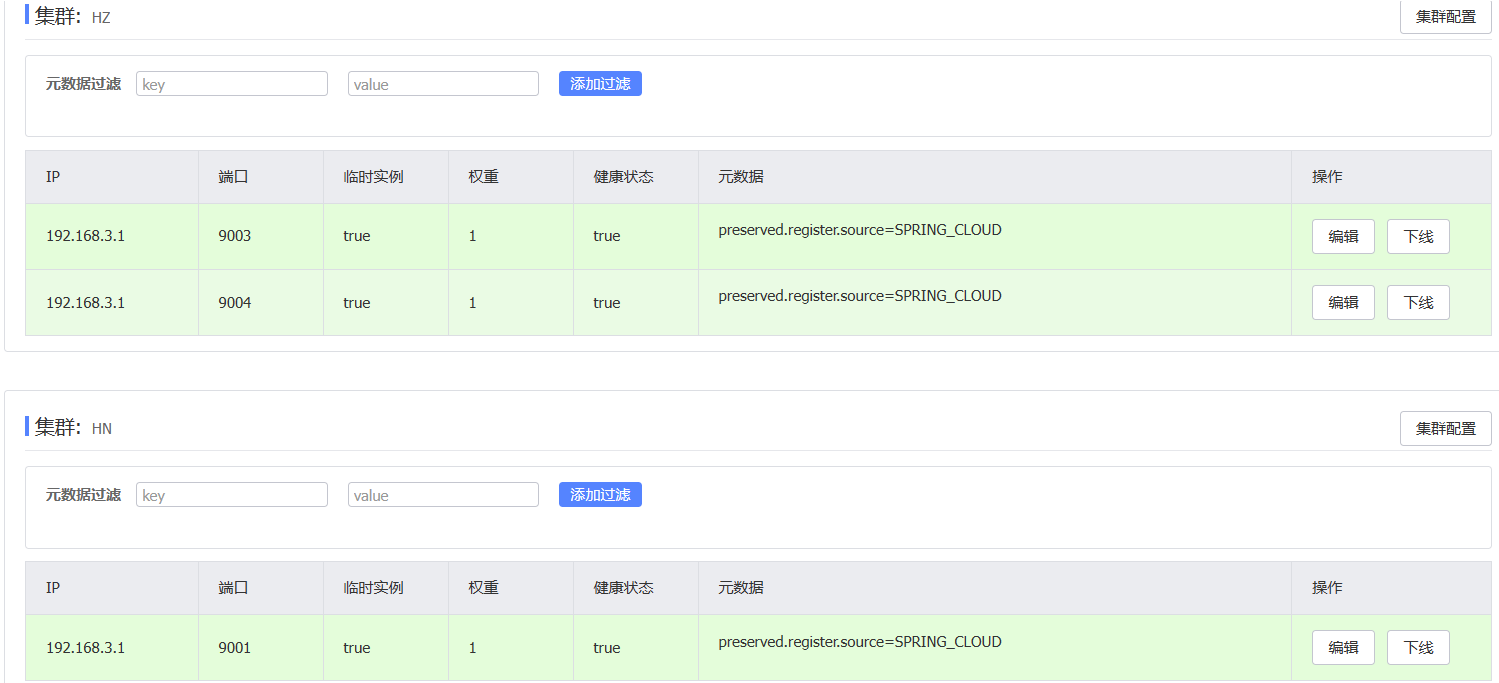 集群: HZ 集群配置
元数据过滤 key value 添加过滤
IP 端口 临时实例 权重 健康状态 元数据 操作
192.168.3.1 9003 true 1 true preserved.register.source=SPRING_CLOUD 编辑 下线
192.168.3.1 9004 true 1 true preserved.register.source=SPRING_CLOUD 编辑 下线
集群: HN 集群配置
元数据过滤 key value 添加过滤
IP 端口 临时实例 权重 健康状态 元数据 操作
192.168.3.1 9001 true 1 true preserved.register.source=SPRING_CLOUD 编辑 下线